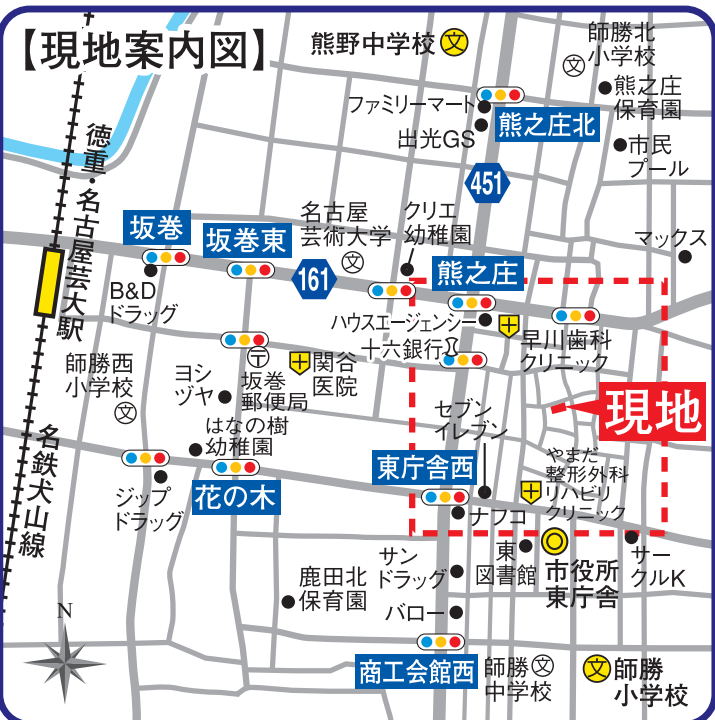 【現地案内図】
熊野中学校
文
師勝北
小学校
文
熊之庄
保育園
ファミリーマート
出光GS
熊之庄北
市民
プール
徳重・名古屋芸大駅
451
坂巻
坂巻東
名古屋
芸術大学
文
クリエ
幼稚園
マックス
161
熊之庄
B&D
ドラッグ
ハウスエージェンシー
早川歯科
クリニック
十六銀行
師勝西
小学校
文
ヨシ
ヅヤ
〒
坂巻
郵便局
関谷
医院
現地
セブン
イレブン
はなの樹
幼稚園
名鉄犬山線
やまだ
整形外科
リハビリ
クリニック
東庁舎西
花の木
ジップ
ドラッグ
ナフコ
東
図書館
市役所
東庁舎
サー
クルK
サン
ドラッグ
鹿田北
保育園
バロー
N
商工会館西
師勝
中学校
文
文
師勝
小学校